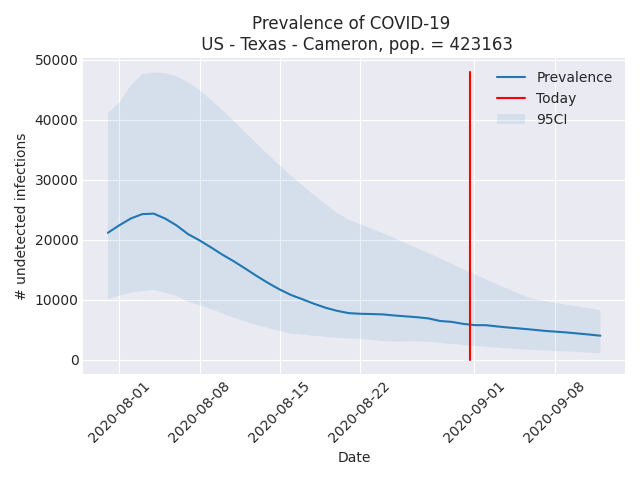 Prevalence of COVID-19
US - Texas - Cameron, pop. = 423163
Prevalence
Today
95CI
50000
40000
30000
20000
10000
0
# undetected infections
2020-08-01
2020-08-08
2020-08-15
2020-08-22
2020-09-01
2020-09-08
Date